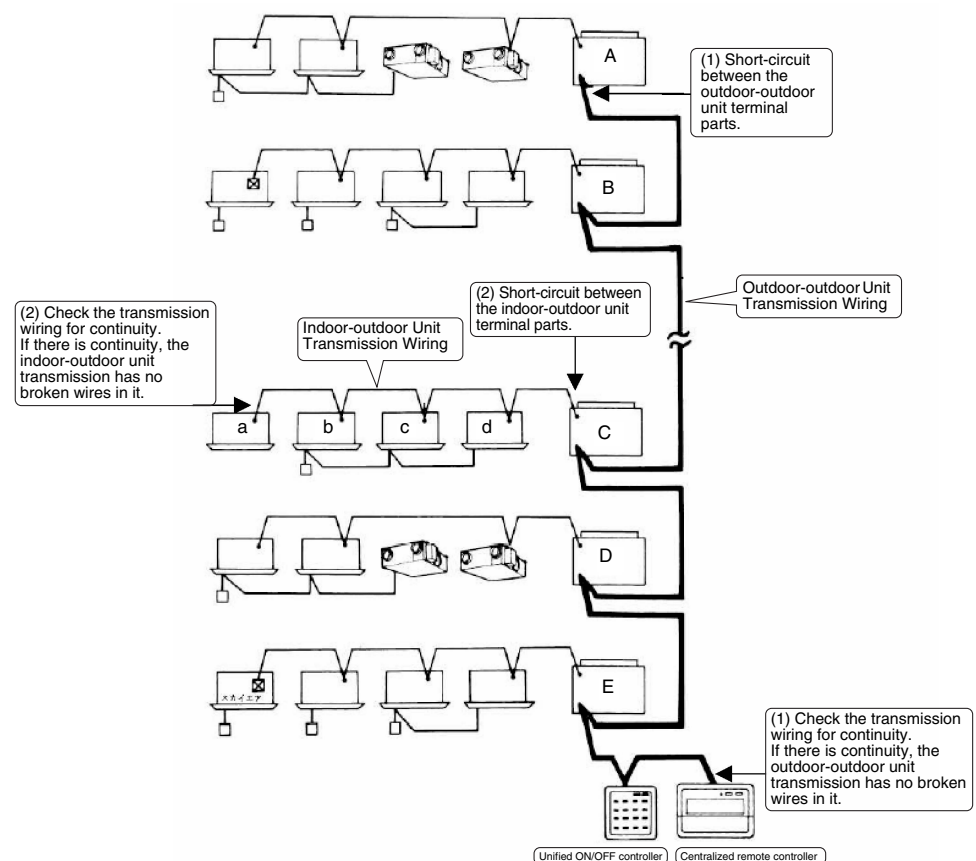 A
(1) Short-circuit
between the
outdoor-outdoor
unit terminal
parts.
B
Outdoor-outdoor Unit
Transmission Wiring
(2) Short-circuit between
the indoor-outdoor unit
terminal parts.
(2) Check the transmission
wiring for continuity.
If there is continuity, the
indoor-outdoor unit
transmission has no
broken wires in it.
Indoor-outdoor Unit
Transmission Wiring
a
b
c
d
C
D
E
スカイエア
(1) Check the transmission
wiring for continuity.
If there is continuity, the
outdoor-outdoor unit
transmission has no broken
wires in it.
Unified ON/OFF controller
Centralized remote controller